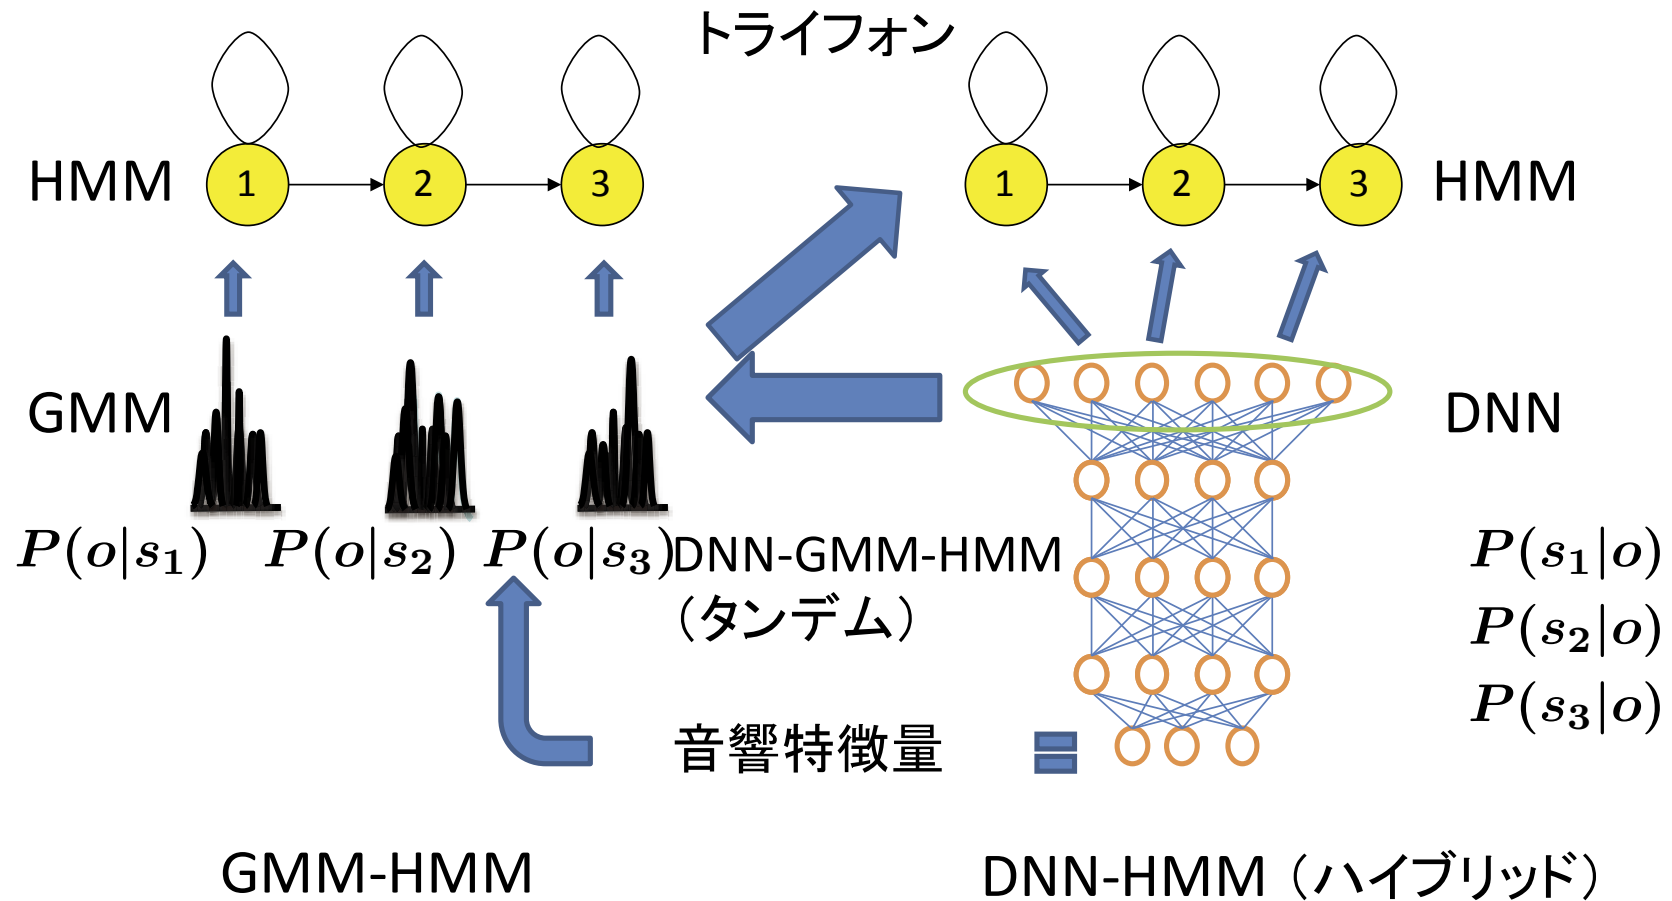 トライフォン
HMM
1
2
3
1
2
3
HMM
GMM
DNN
P(o|s₁)
P(o|s₂)
P(o|s₃)
DNN-GMM-HMM
（タンデム）
P(s₁|o)
P(s₂|o)
P(s₃|o)
音響特徴量
GMM-HMM
DNN-HMM（ハイブリッド）